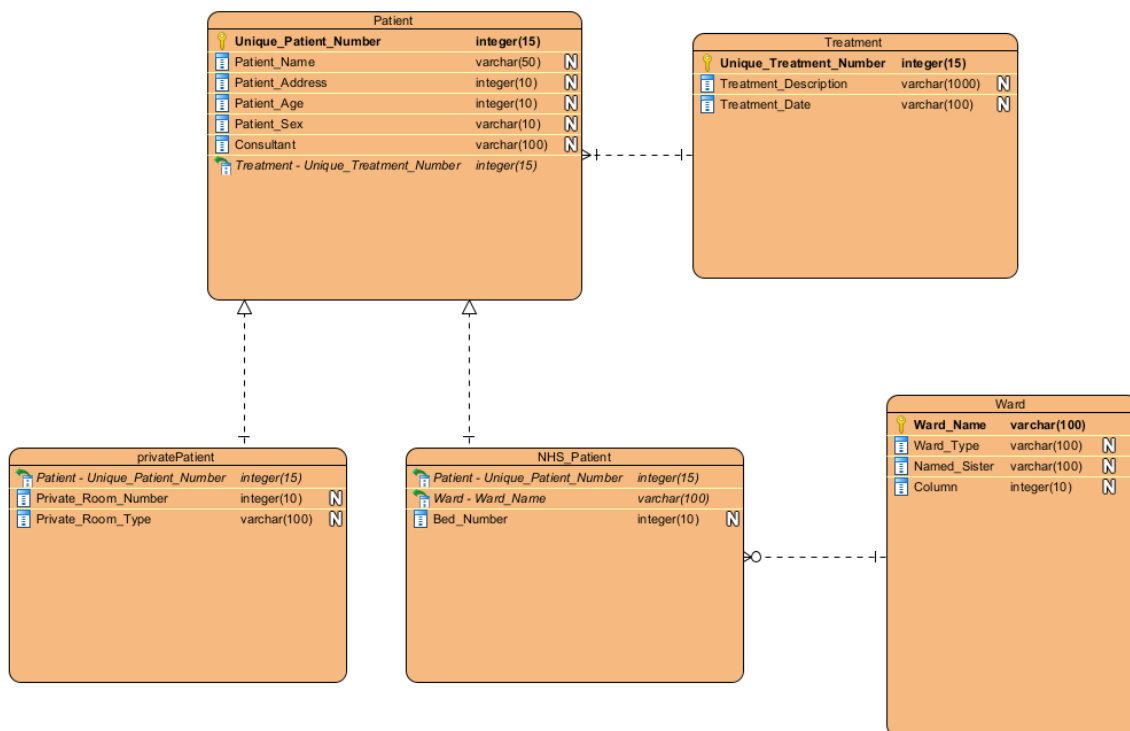 Patient
Unique_Patient_Number integer(15)
Patient_Name varchar(50) N
Patient_Address integer(10) N
Patient_Age integer(10) N
Patient_Sex varchar(10) N
Consultant varchar(100) N
Treatment - Unique_Treatment_Number integer(15)
Treatment
Unique_Treatment_Number integer(15)
Treatment_Description varchar(1000) N
Treatment_Date varchar(100) N
privatePatient
Patient - Unique_Patient_Number integer(15)
Private_Room_Number integer(10) N
Private_Room_Type varchar(100) N
NHS_Patient
Patient - Unique_Patient_Number integer(15)
Ward - Ward_Name varchar(100)
Bed_Number integer(10) N
Ward
Ward_Name varchar(100)
Ward_Type varchar(100) N
Named_Sister varchar(100) N
Column integer(10) N